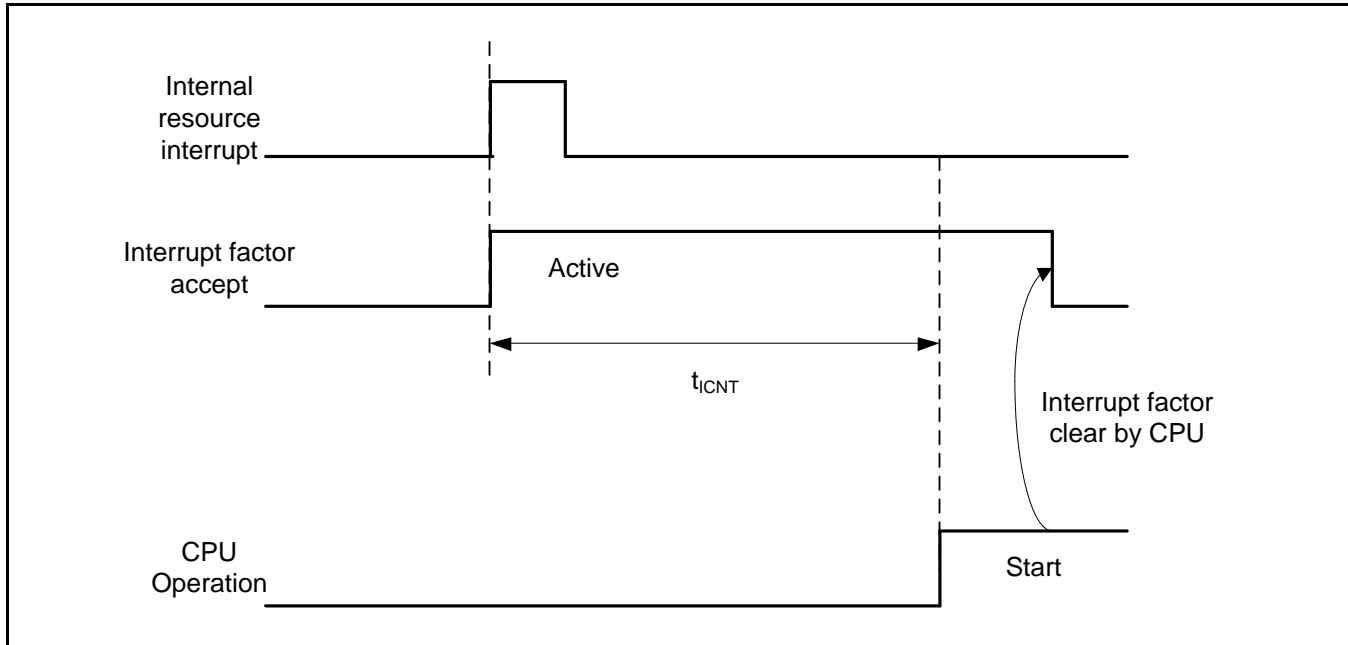 Internal
resource
interrupt
Interrupt factor
accept
Active
tICNT
Interrupt factor
clear by CPU
CPU
Operation
Start